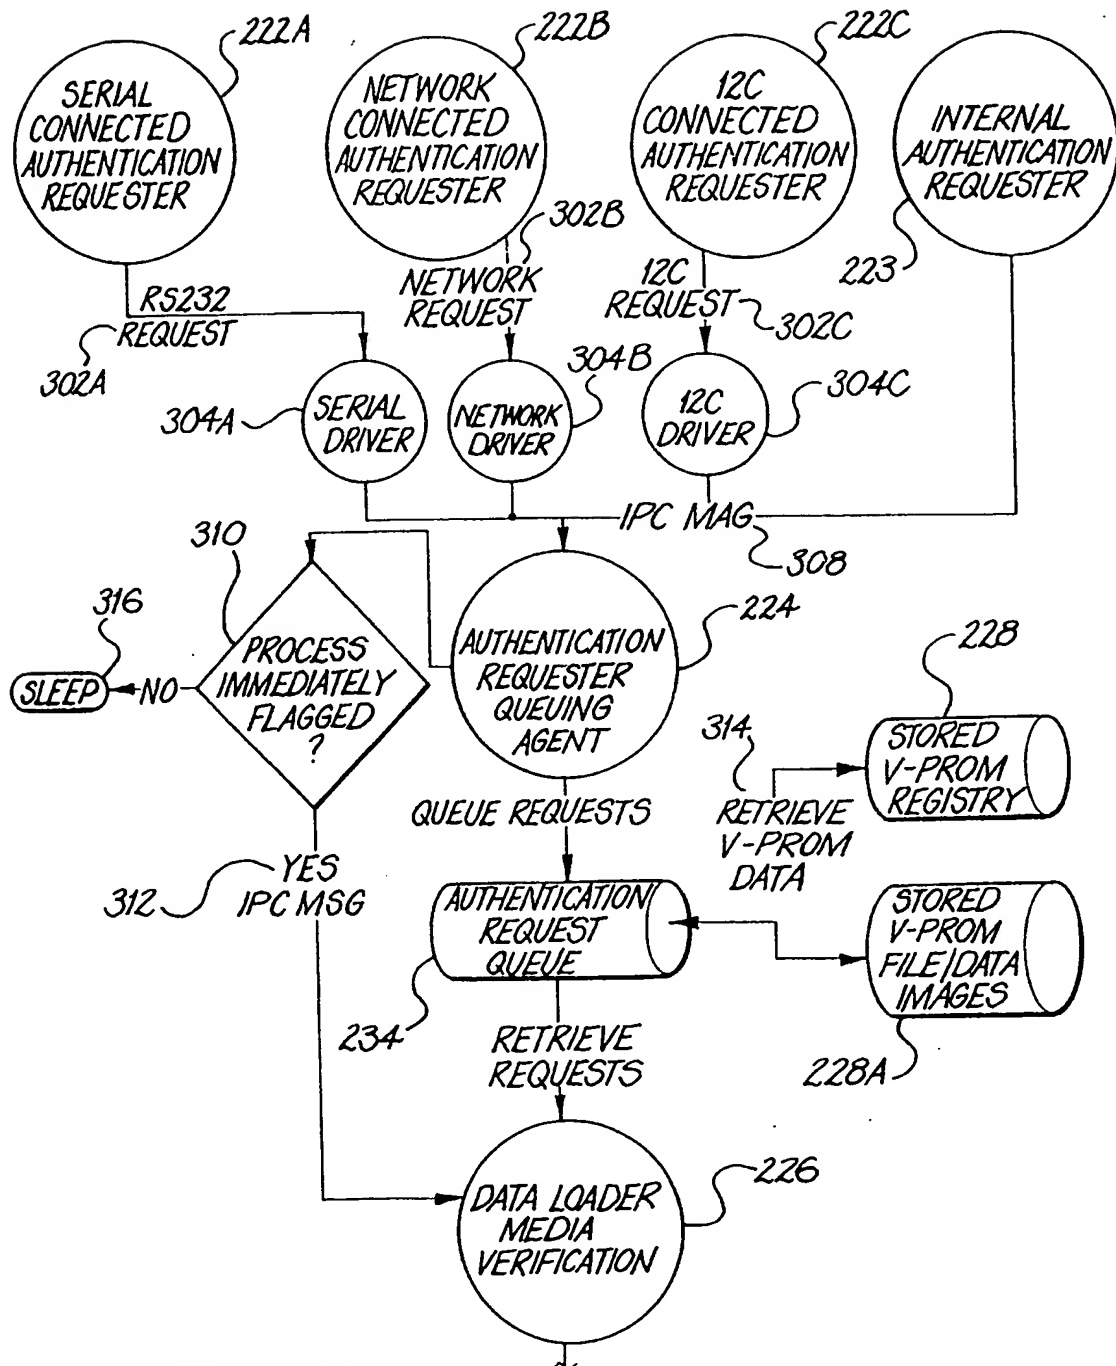 222A
SERIAL
CONNECTED
AUTHENTICATION
REQUESTER
222B
NETWORK
CONNECTED
AUTHENTICATION
REQUESTER
222C
12C
CONNECTED
AUTHENTICATION
REQUESTER
INTERNAL
AUTHENTICATION
REQUESTER
223
RS232
REQUEST
302A
302B
NETWORK
REQUEST
12C
REQUEST
302C
304A
SERIAL
DRIVER
304B
NETWORK
DRIVER
304C
12C
DRIVER
IPC MAG
308
310
316
PROCESS
IMMEDIATELY
FLAGGED
?
NO
SLEEP
224
AUTHENTICATION
REQUESTER
QUEUING
AGENT
228
STORED
V-PROM
REGISTRY
314
RETRIEVE
V-PROM
DATA
QUEUE REQUESTS
YES
IPC MSG
312
AUTHENTICATION
REQUEST
QUEUE
234
STORED
V-PROM
FILE/DATA
IMAGES
228A
RETRIEVE
REQUESTS
226
DATA LOADER
MEDIA
VERIFICATION